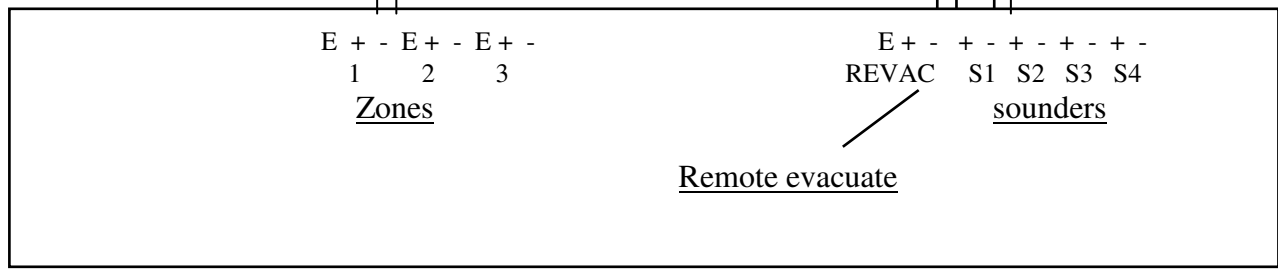 E + - E + - E + - E + - + - + - + - + -
1 2 3 REVAC S1 S2 S3 S4
Zones sounders
Remote evacuate